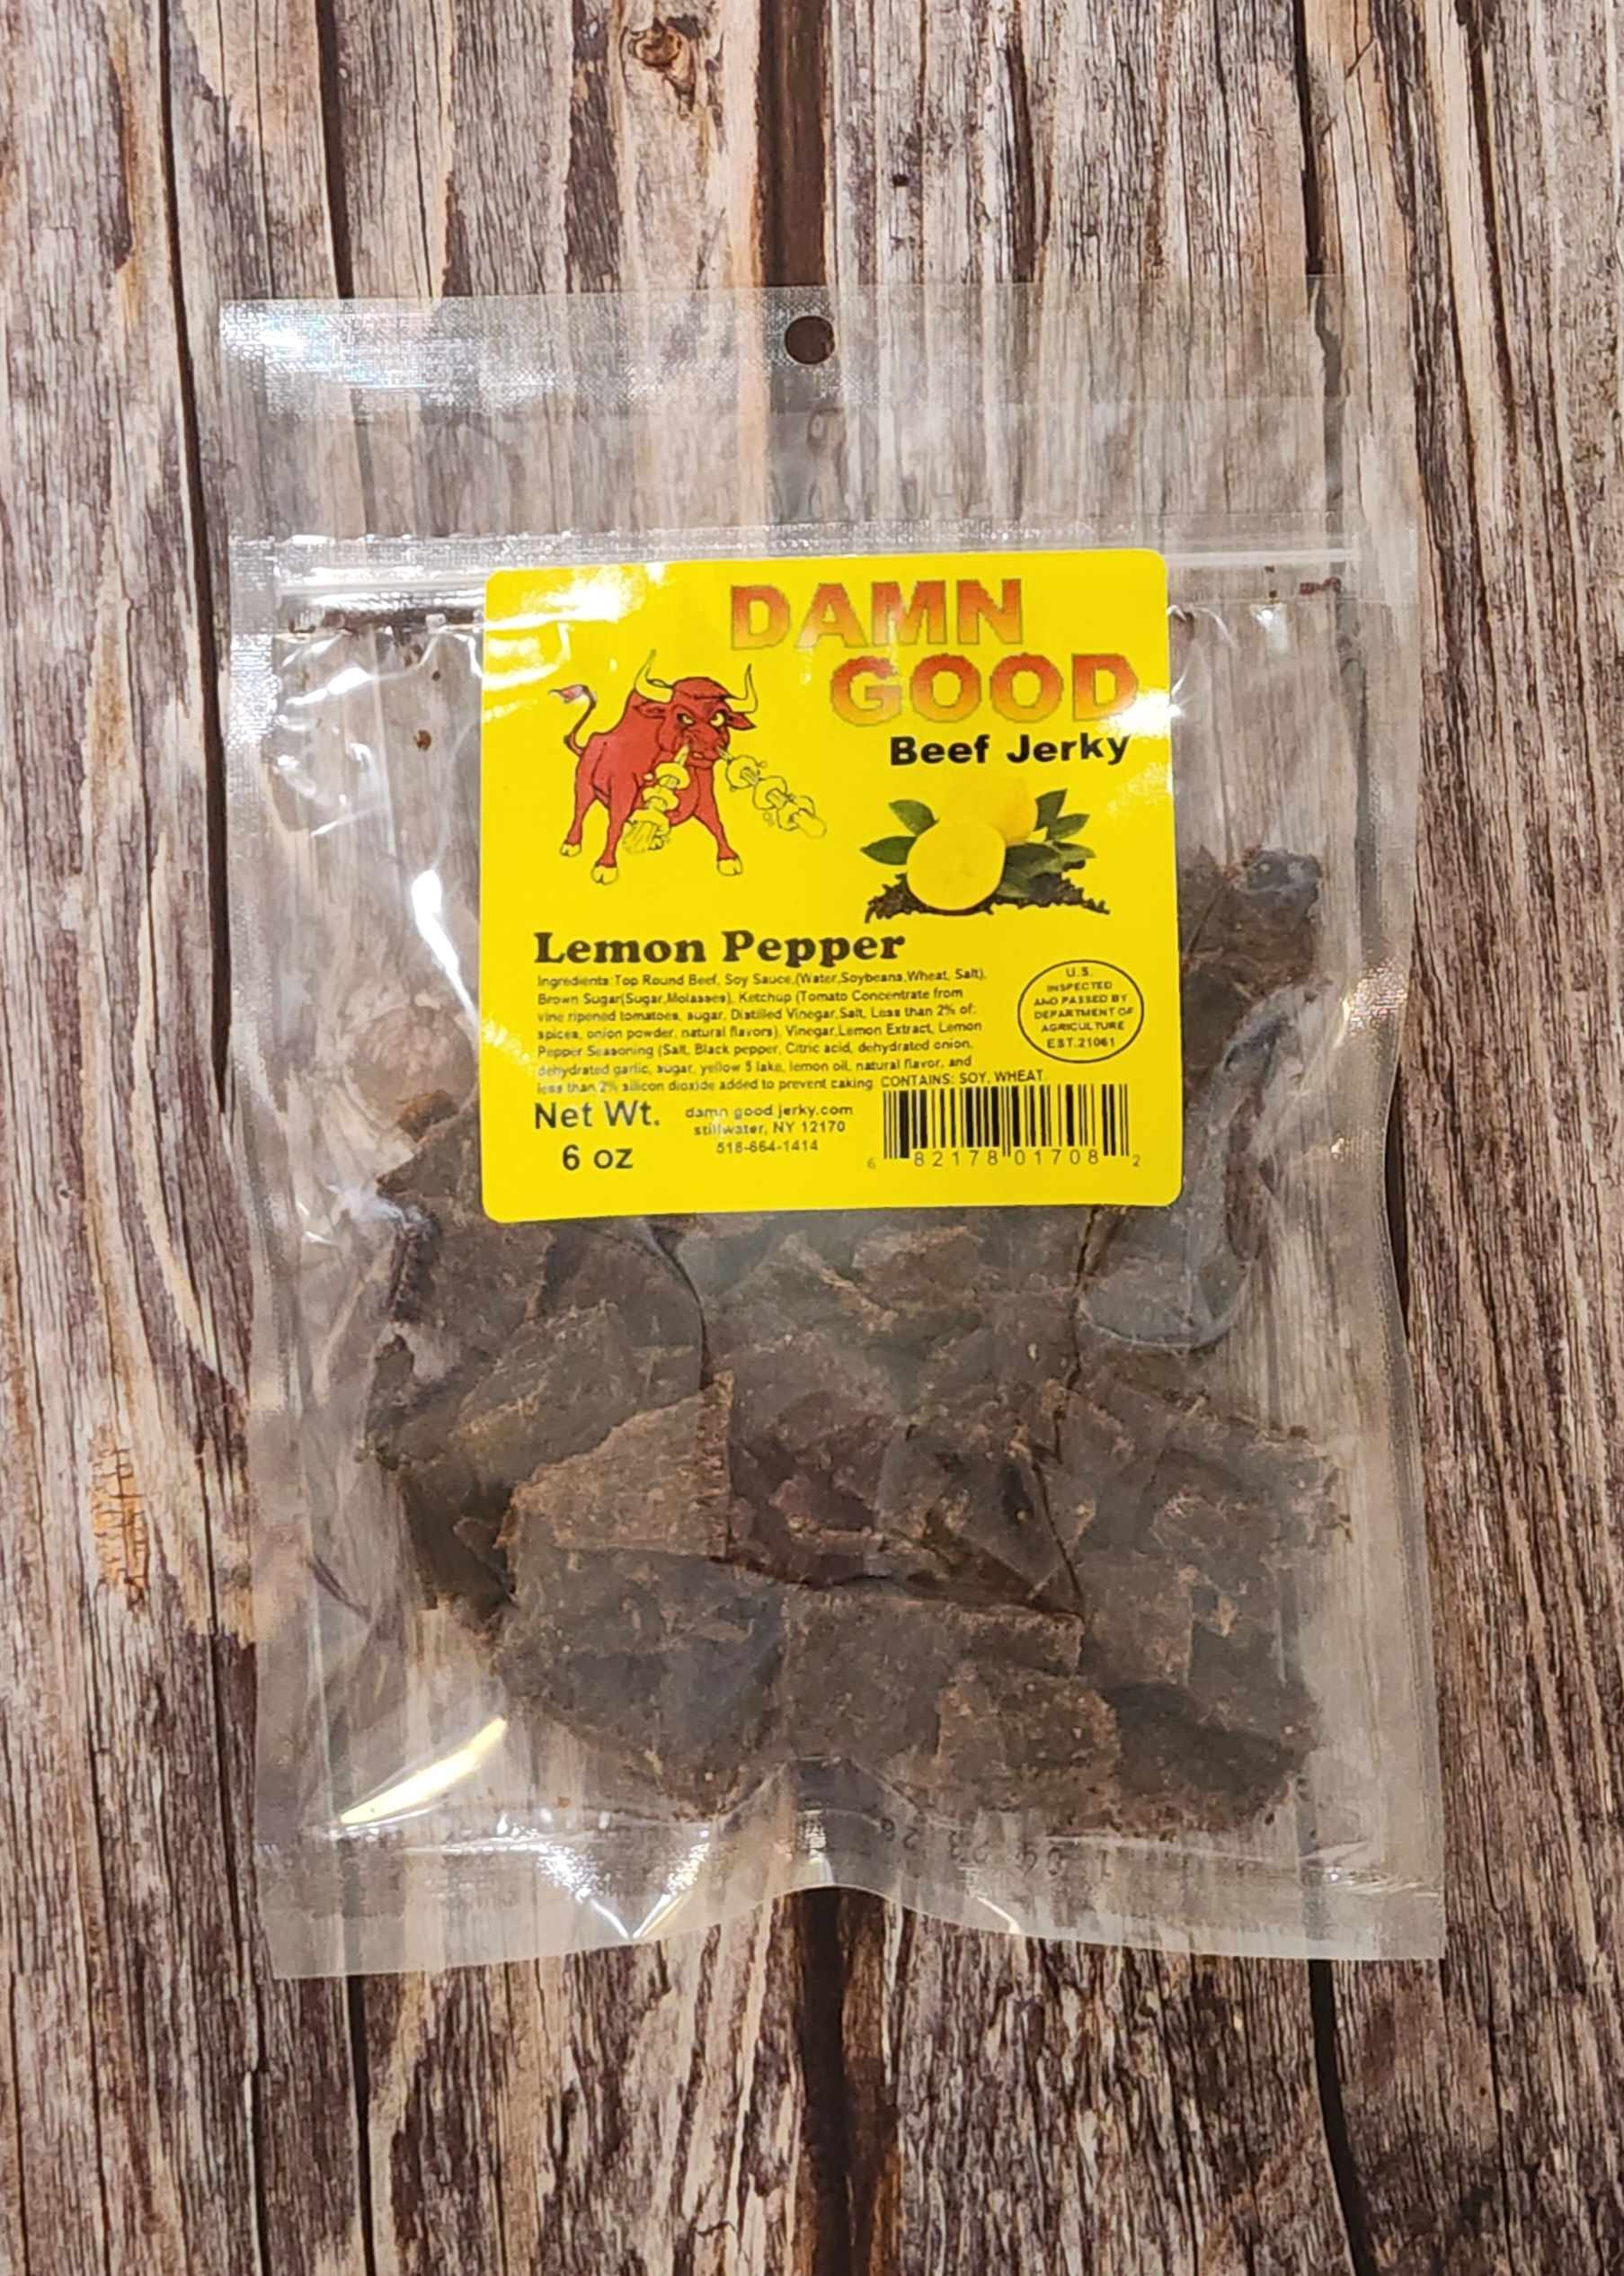 DAMN
GOOD
Beef Jerky
Lemon Pepper
Ingredients:Top Round Beef, Soy Sauce,(Water,Soybeans,Wheat, Salt),
Brown Sugar(Sugar,Molasses), Ketchup (Tomato Concentrate from
vine ripened tomatoes, sugar, Distilled Vinegar,Salt, Less than 2% of:
spices, onion powder, natural flavors), Vinegar,Lemon Extract, Lemon
Pepper Seasoning (Salt, Black pepper, Citric acid, dehydrated onion,
dehydrated garlic, sugar, yellow 5 lake, lemon oil, natural flavor, and
less than 2% silicon dioxide added to prevent caking. CONTAINS: SOY, WHEAT.
U.S.
INSPECTED
AND PASSED BY
DEPARTMENT OF
AGRICULTURE
EST.21061
Net Wt.
6 oz
damn good jerky.com
stillwater, NY 12170
518-664-1414
6 82178 01708 2